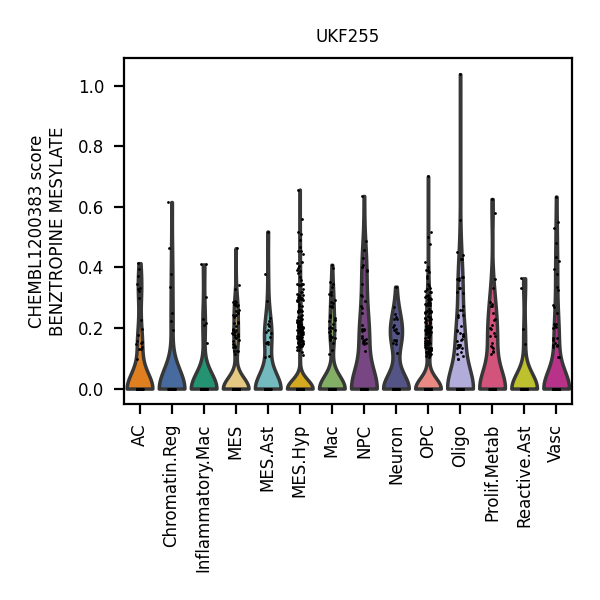 UKF255
CHEMBL1200383 score
BENZTROPINE MESYLATE
1.0
0.8
0.6
0.4
0.2
0.0
AC
Chromatin.Reg
Inflammatory.Mac
MES
MES.Ast
MES.Hyp
Mac
NPC
Neuron
OPC
Oligo
Prolif.Metab
Reactive.Ast
Vasc